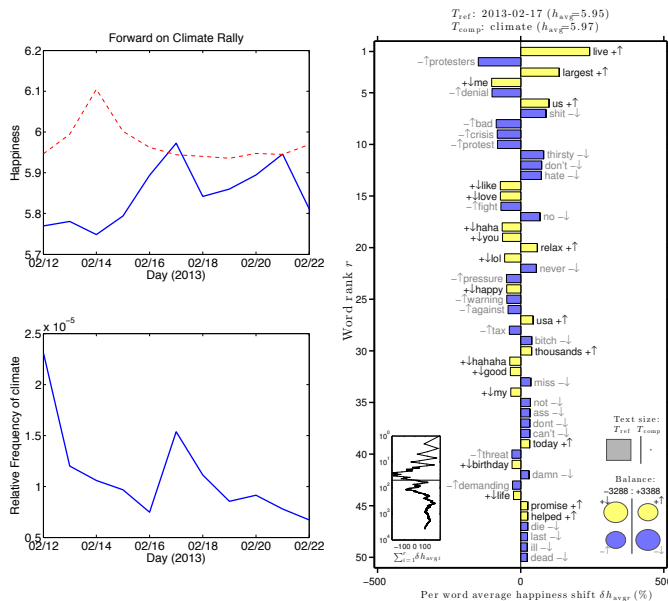 Forward on Climate Rally
6.2
6.1
6
5.9
5.8
5.7
Happiness
02/12 02/14 02/16 02/18 02/20 02/22
Day (2013)
x 10⁻⁵
2.5
2
1.5
1
0.5
Relative Frequency of climate
02/12 02/14 02/16 02/18 02/20 02/22
Day (2013)
T_ref: 2013-02-17 (h_avg=5.95)
T_comp: climate (h_avg=5.97)
Word rank r
1
5
10
15
20
25
30
35
40
45
50
live +↑
−↑protesters
largest +↑
+↓me
−↑denial
us +↑
shit −↓
−↑bad
−↑crisis
−↑protest
thirsty −↓
don't −↓
hate −↓
+↓like
+↓love
−↑fight
no −↓
+↓haha
+↓you
relax +↑
+↓lol
never −↓
−↑pressure
+↓happy
−↑warning
−↑against
usa +↑
−↑tax
bitch −↓
thousands +↑
+↓hahaha
+↓good
miss −↓
+↓my
not −↓
ass −↓
dont −↓
can't −↓
today +↑
−↑threat
+↓birthday
damn −↓
−↑demanding
+↓life
promise +↑
helped +↑
die −↓
last −↓
ill −↓
dead −↓
−500 0 500
Per word average happiness shift δh_avg,r (%)
10⁰
10¹
10²
10³
10⁴
−100 0 100
∑ʳᵢ₌₁ δh_avg,i
Text size:
T_ref T_comp
Balance:
−3288 : +3388
+↓ +↑
−↑ −↓